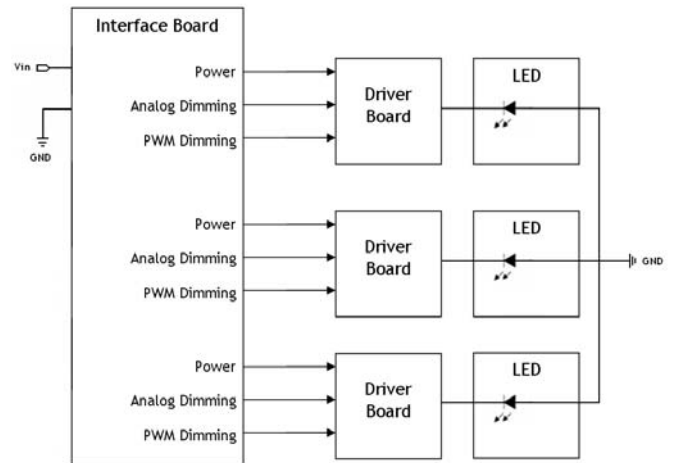 Interface Board
Vin
GND
Power
Analog Dimming
PWM Dimming
Driver
Board
LED
Power
Analog Dimming
PWM Dimming
Driver
Board
LED
GND
Power
Analog Dimming
PWM Dimming
Driver
Board
LED